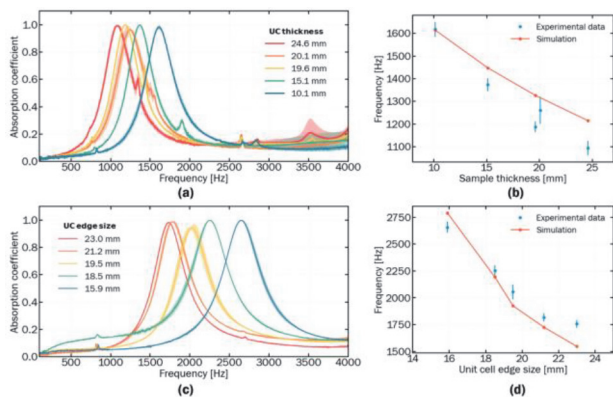 Absorption coefficient
1.0
0.8
0.6
0.4
0.2
0.0
UC thickness
24.6 mm
20.1 mm
19.6 mm
15.1 mm
10.1 mm
500 1000 1500 2000 2500 3000 3500 4000
Frequency [Hz]
(a)
Frequency [Hz]
1600
1500
1400
1300
1200
1100
Experimental data
Simulation
10 15 20 25
Sample thickness [mm]
(b)
Absorption coefficient
1.0
0.8
0.6
0.4
0.2
0.0
UC edge size
23.0 mm
21.2 mm
19.5 mm
18.5 mm
15.9 mm
500 1000 1500 2000 2500 3000 3500 4000
Frequency [Hz]
(c)
Frequency [Hz]
2750
2500
2250
2000
1750
1500
Experimental data
Simulation
14 16 18 20 22 24
Unit cell edge size [mm]
(d)